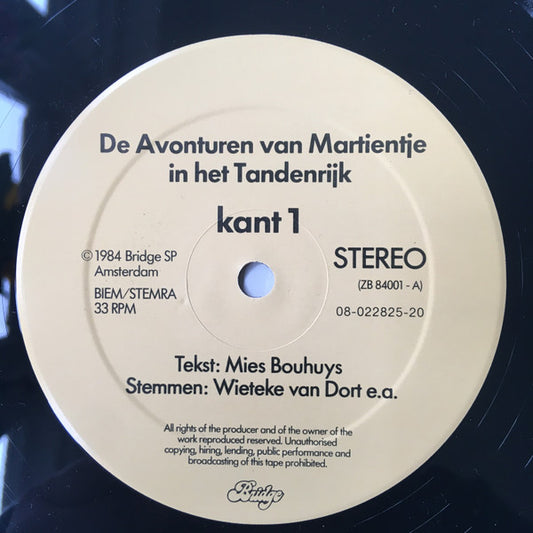 De Avonturen van Martientje
in het Tandenrijk
kant 1
© 1984 Bridge SP
Amsterdam
BIEM/STEMRA
33 RPM
STEREO
(ZB 84001 - A)
08-022825-20
Tekst: Mies Bouhuys
Stemmen: Wieteke van Dort e.a.
All rights of the producer and of the owner of the
work reproduced reserved. Unauthorised
copying, hiring, lending, public performance and
broadcasting of this tape prohibited.
Bridge